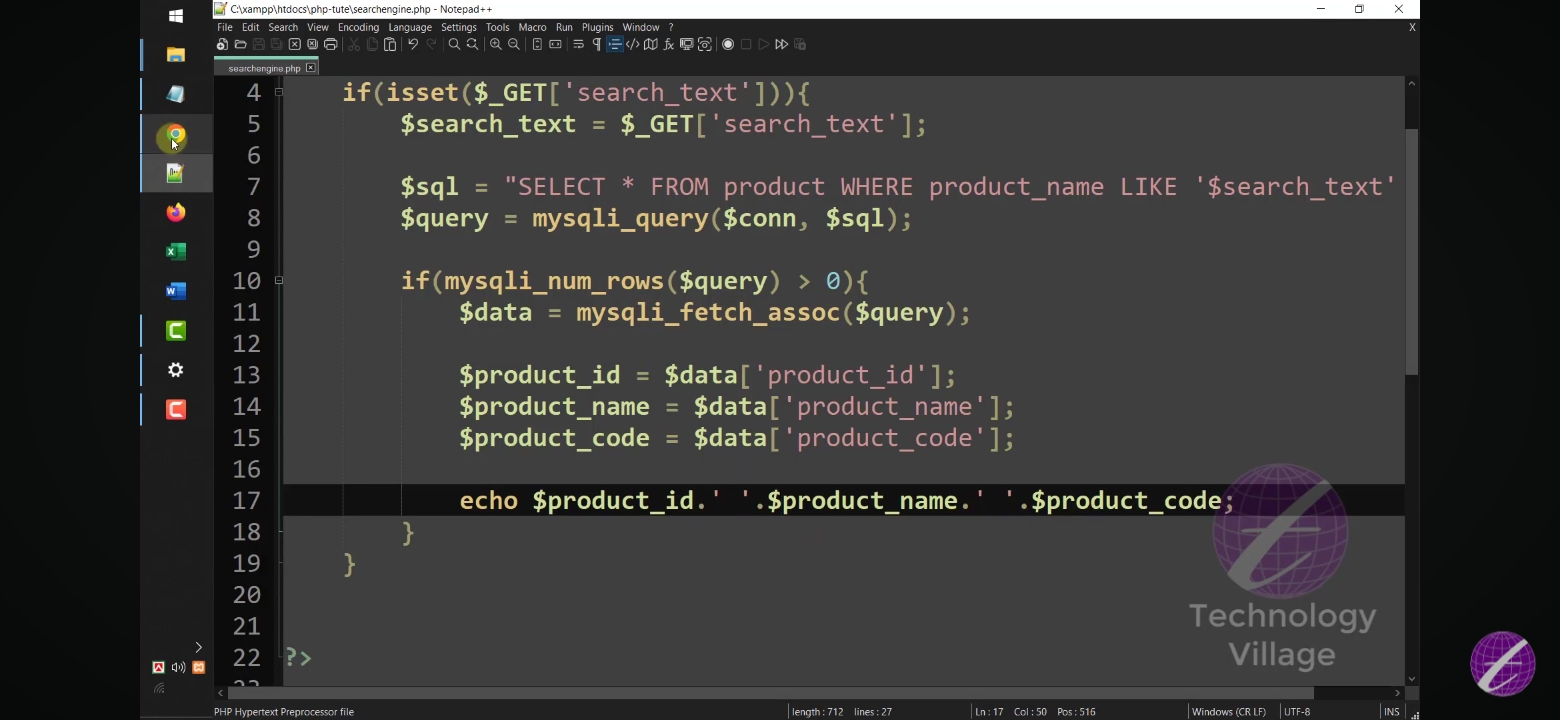 C:\xampp\htdocs\php-tute\searchengine.php - Notepad++
File Edit Search View Encoding Language Settings Tools Macro Run Plugins Window ? X
searchengine.php
4 if(isset($_GET['search_text'])){
5 $search_text = $_GET['search_text'];
6
7 $sql = "SELECT * FROM product WHERE product_name LIKE '$search_text'
8 $query = mysqli_query($conn, $sql);
9
10 if(mysqli_num_rows($query) > 0){
11 $data = mysqli_fetch_assoc($query);
12
13 $product_id = $data['product_id'];
14 $product_name = $data['product_name'];
15 $product_code = $data['product_code'];
16
17 echo $product_id.' '.$product_name.' '.$product_code;
18 }
19 }
20
21
22 ?>
Technology
Village
PHP Hypertext Preprocessor file length : 712 lines : 27 Ln : 17 Col : 50 Pos : 516 Windows (CR LF) UTF-8 INS